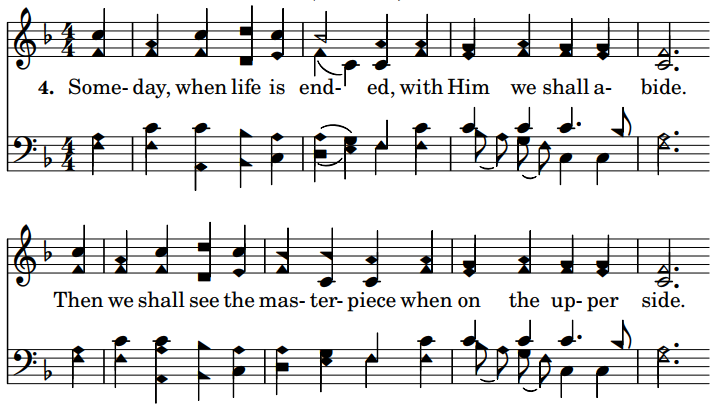 4. Some- day, when life is end- ed, with Him we shall a- bide.
Then we shall see the mas- ter- piece when on the up- per side.